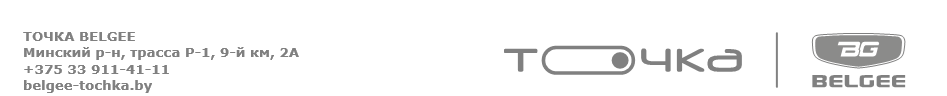 ТОЧКА BELGEE
Минский р-н, трасса Р-1, 9-й км, 2А
+375 33 911-41-11
belgee-tochka.by
точка
BG
BELGEE